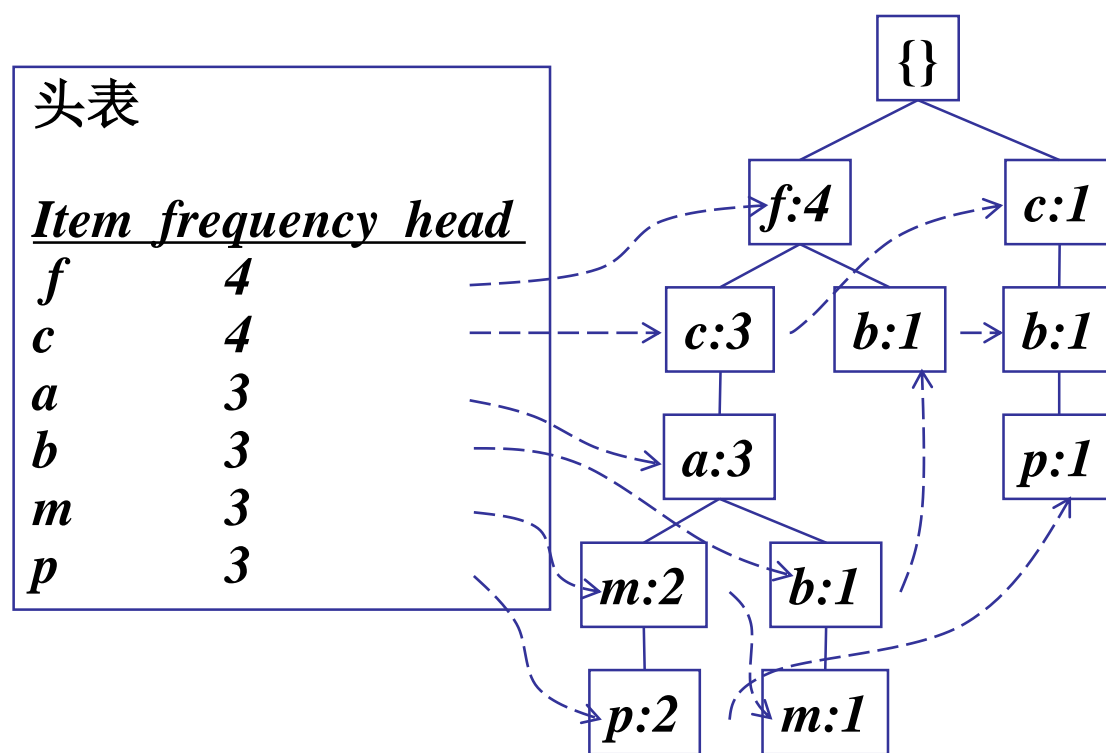 头表
Item frequency head
f 4
c 4
a 3
b 3
m 3
p 3
{}
f:4 c:1
c:3 b:1 b:1
a:3 p:1
m:2 b:1
p:2 m:1